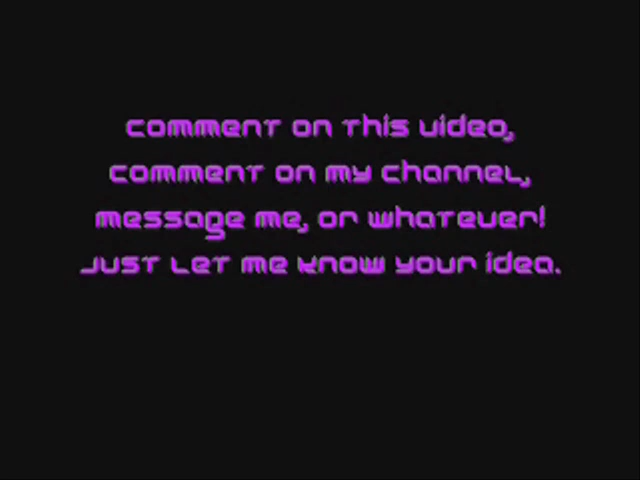 comment on this video,
comment on my channel,
message me, or whatever!
Just let me know your idea.